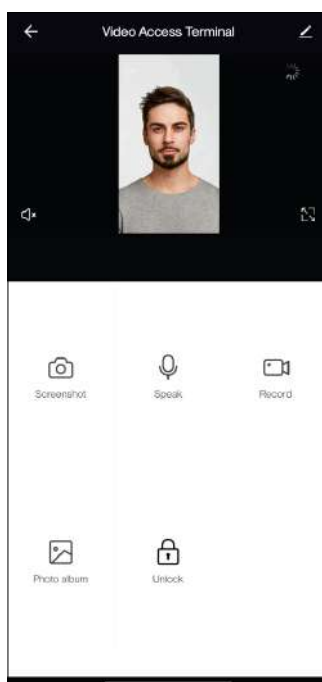 Video Access Terminal
Screenshot
Speak
Record
Photo album
Unlock